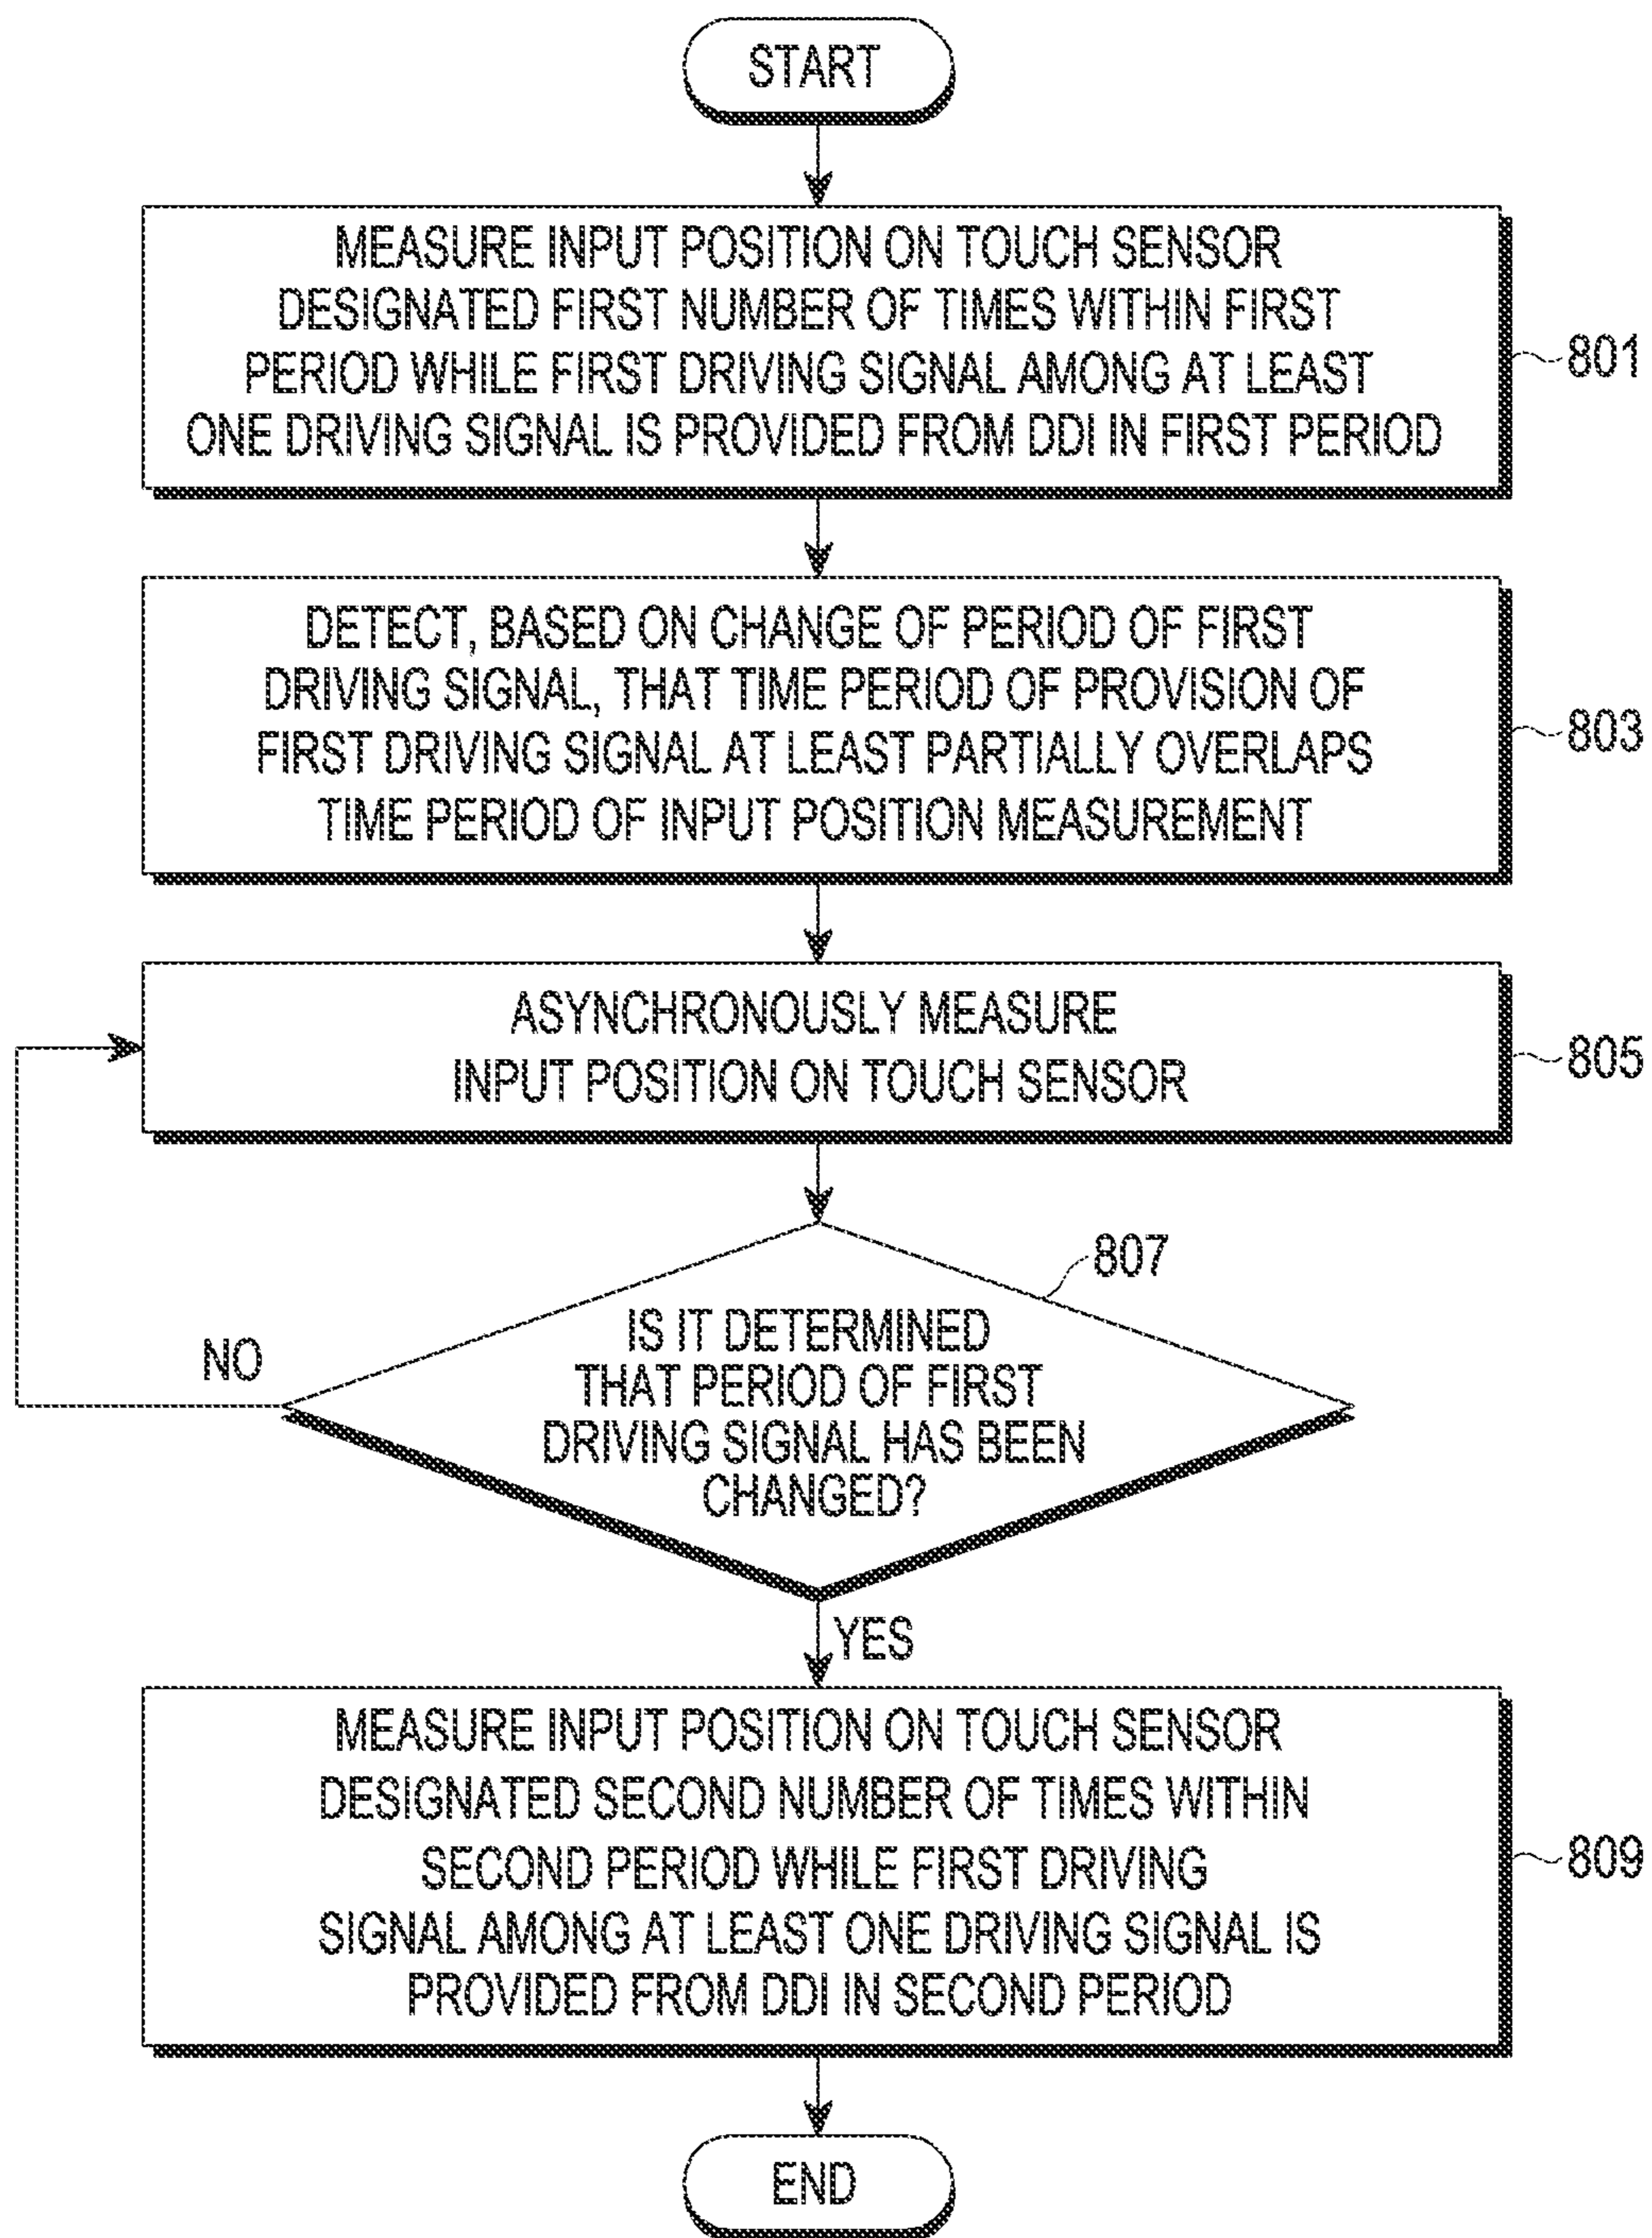 START
MEASURE INPUT POSITION ON TOUCH SENSOR
DESIGNATED FIRST NUMBER OF TIMES WITHIN FIRST
PERIOD WHILE FIRST DRIVING SIGNAL AMONG AT LEAST
ONE DRIVING SIGNAL IS PROVIDED FROM DDI IN FIRST PERIOD
801
DETECT, BASED ON CHANGE OF PERIOD OF FIRST
DRIVING SIGNAL, THAT TIME PERIOD OF PROVISION OF
FIRST DRIVING SIGNAL AT LEAST PARTIALLY OVERLAPS
TIME PERIOD OF INPUT POSITION MEASUREMENT
803
ASYNCHRONOUSLY MEASURE
INPUT POSITION ON TOUCH SENSOR
805
807
IS IT DETERMINED
THAT PERIOD OF FIRST
DRIVING SIGNAL HAS BEEN
CHANGED?
NO
YES
MEASURE INPUT POSITION ON TOUCH SENSOR
DESIGNATED SECOND NUMBER OF TIMES WITHIN
SECOND PERIOD WHILE FIRST DRIVING
SIGNAL AMONG AT LEAST ONE DRIVING SIGNAL IS
PROVIDED FROM DDI IN SECOND PERIOD
809
END